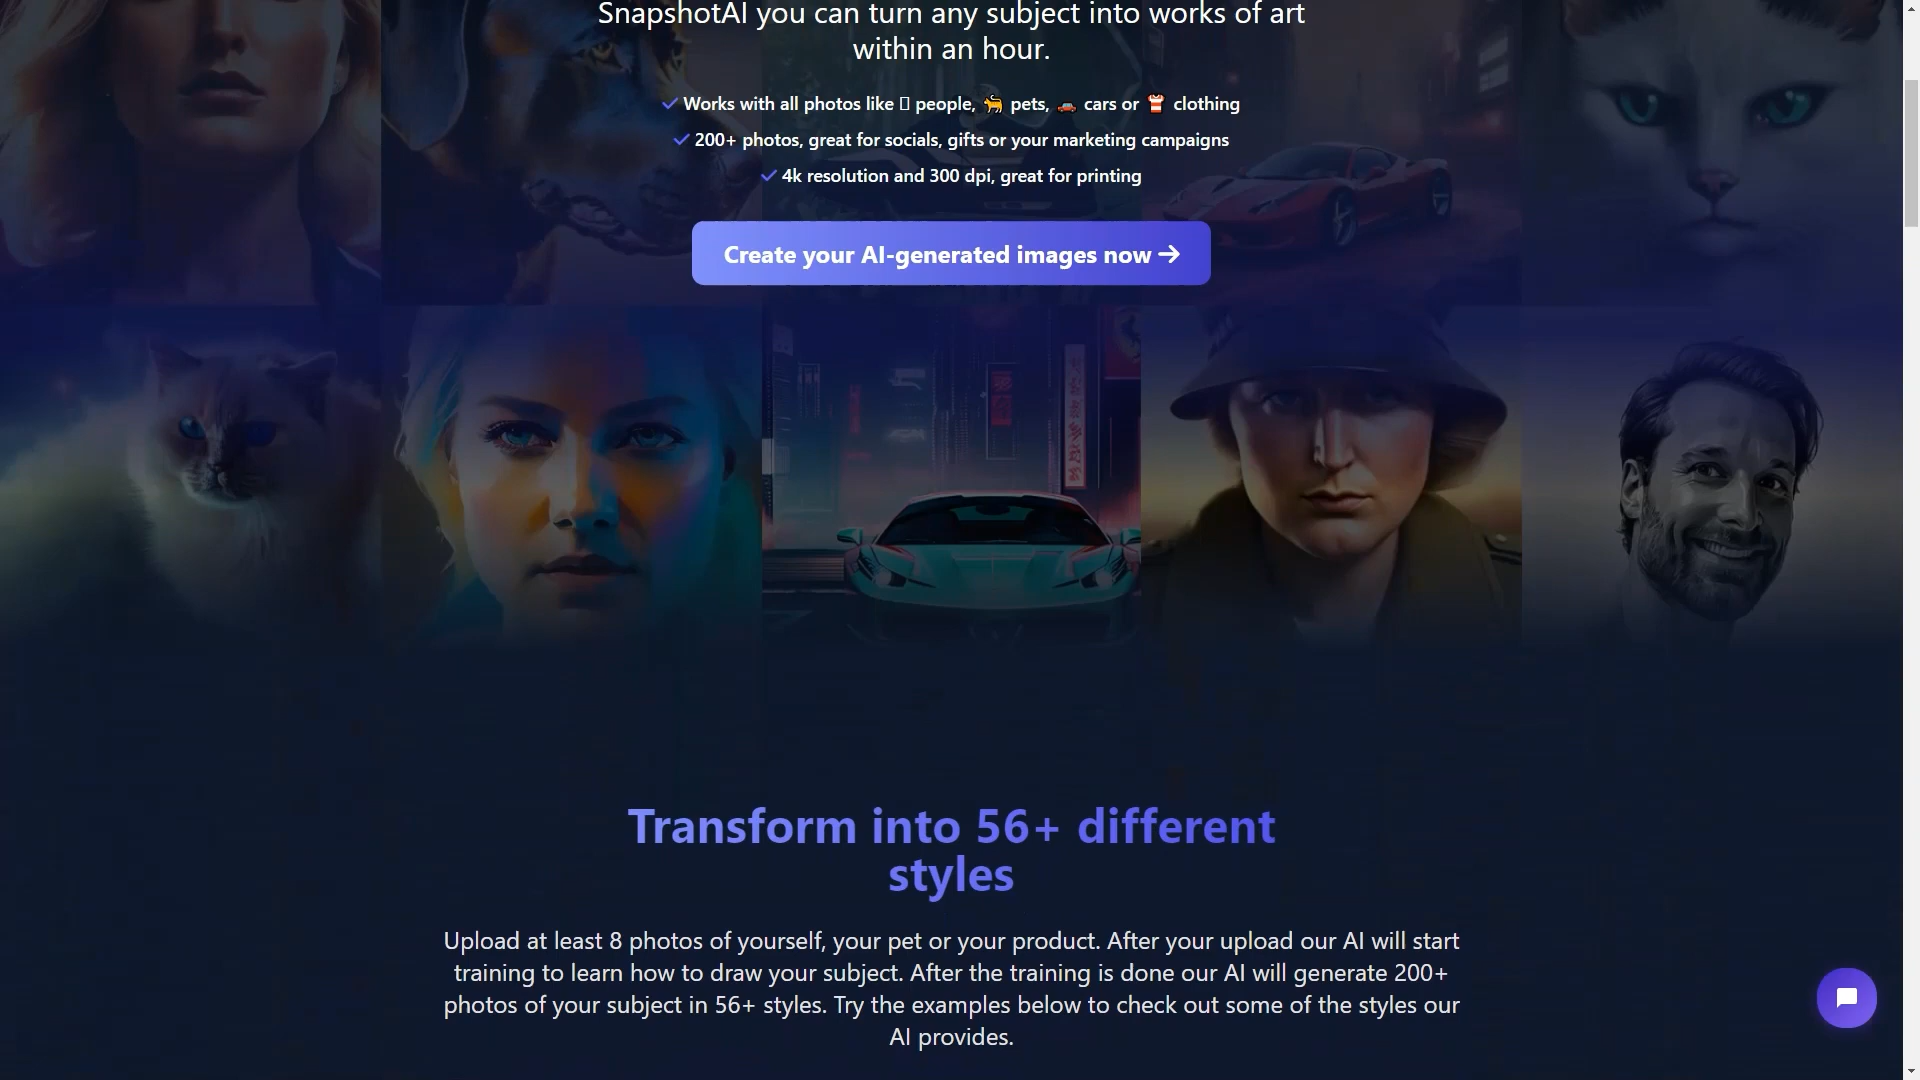 SnapshotAI you can turn any subject into works of art
within an hour.
✓ Works with all photos like ▯ people, 🐈 pets, 🚗 cars or 👕 clothing
✓ 200+ photos, great for socials, gifts or your marketing campaigns
✓ 4k resolution and 300 dpi, great for printing
Create your AI-generated images now →
Transform into 56+ different
styles
Upload at least 8 photos of yourself, your pet or your product. After your upload our AI will start
training to learn how to draw your subject. After the training is done our AI will generate 200+
photos of your subject in 56+ styles. Try the examples below to check out some of the styles our
AI provides.